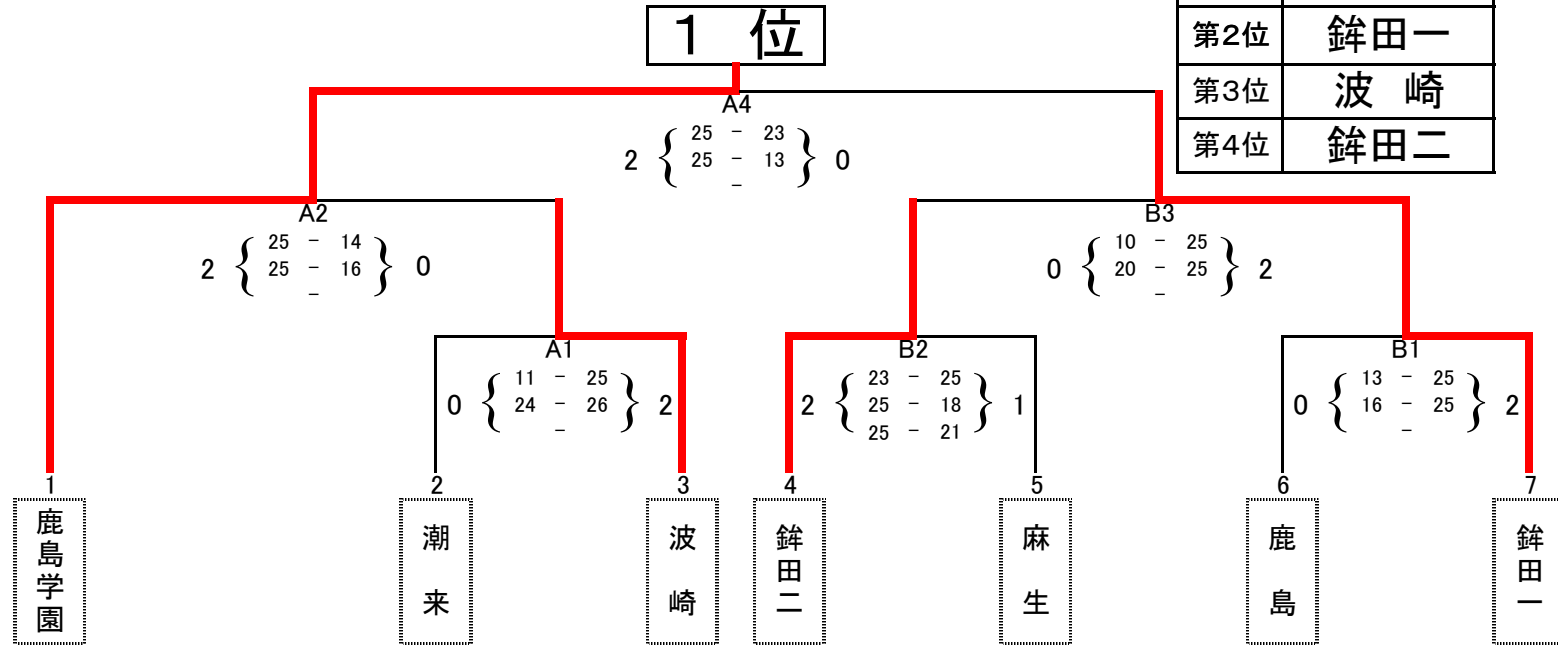 1 位
第2位 鉾田一
第3位 波 崎
第4位 鉾田二
A4
25 - 23
2 { 25 - 13 } 0
-
A2
25 - 14
2 { 25 - 16 } 0
-
B3
10 - 25
0 { 20 - 25 } 2
-
A1
11 - 25
0 { 24 - 26 } 2
-
B2
23 - 25
2 { 25 - 18 } 1
25 - 21
B1
13 - 25
0 { 16 - 25 } 2
-
1 2 3 4 5 6 7
鹿島学園
潮来
波崎
鉾田二
麻生
鹿島
鉾田一